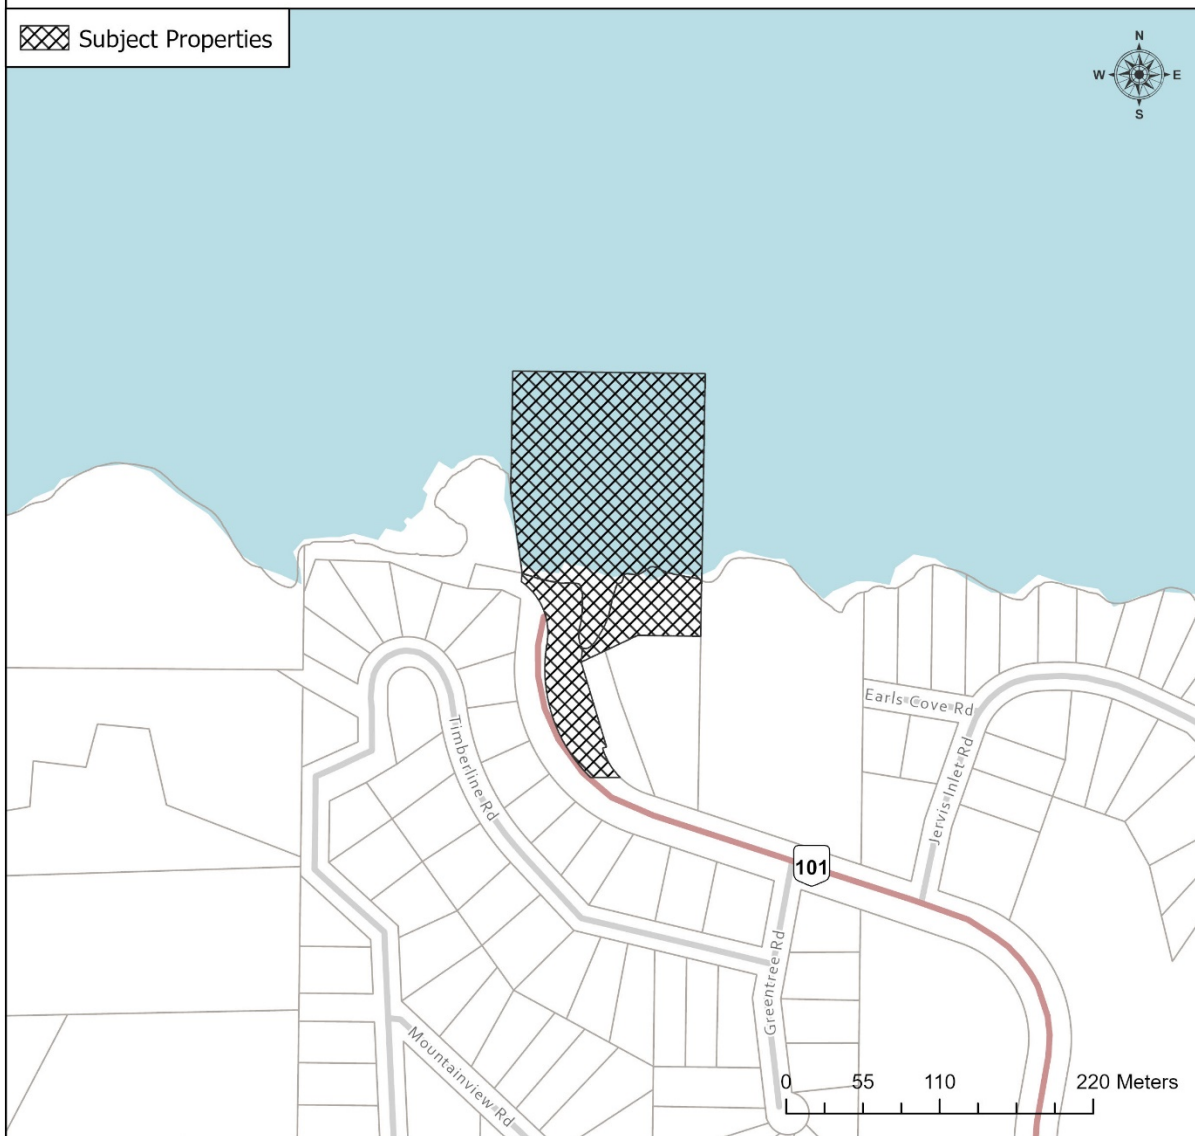 Subject Properties
N
W E
S
Earls Cove Rd
Timberline Rd
Jervis Inlet Rd
101
Greentree Rd
Mountainview Rd
0 55 110 220 Meters